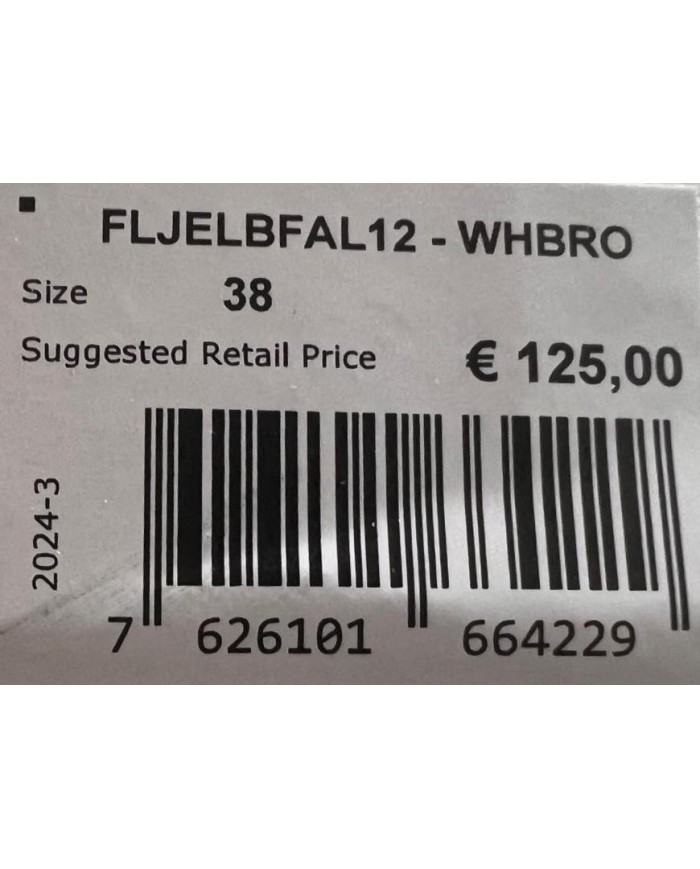 FLJELBFAL12 - WHBRO
Size 38
Suggested Retail Price € 125,00
2024-3
7 626101 664229